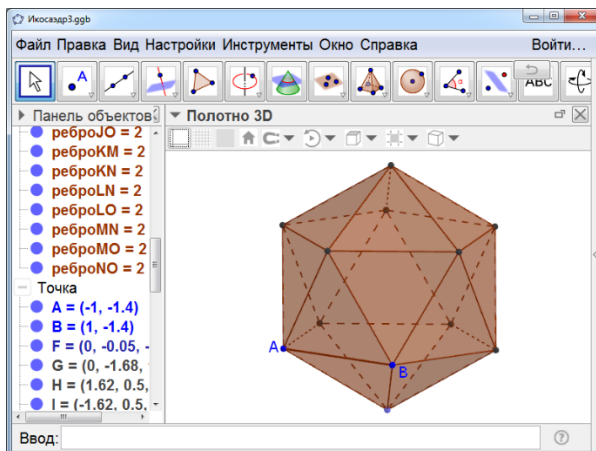 Икосаэдр3.ggb
Файл Правка Вид Настройки Инструменты Окно Справка Войти...
A ABC
Панель объектов
Полотно 3D
реброJO = 2
реброKM = 2
реброKN = 2
реброLN = 2
реброLO = 2
реброMN = 2
реброMO = 2
реброNO = 2
Точка
A = (-1, -1.4)
B = (1, -1.4)
F = (0, -0.05, -
G = (0, -1.68,
H = (1.62, 0.5,
I = (-1.62, 0.5,
A
B
Ввод: